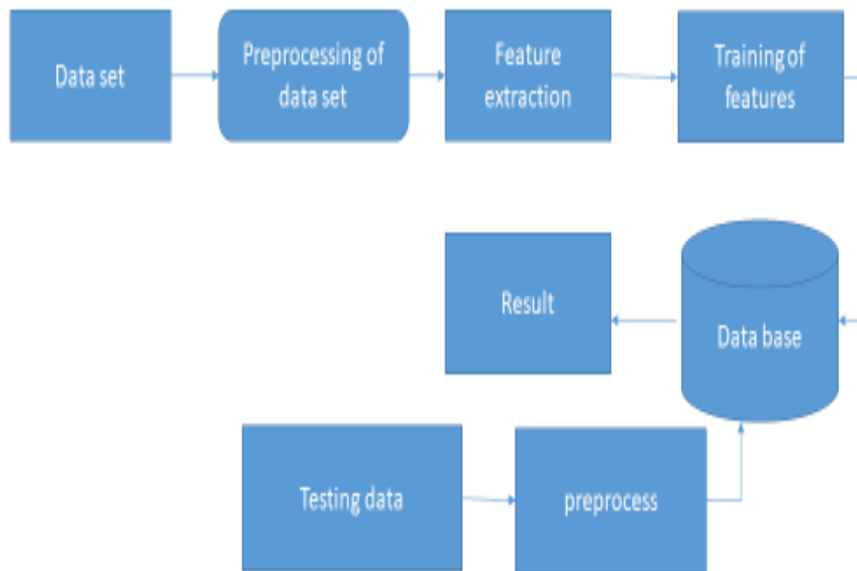 Data set
Preprocessing of
data set
Feature
extraction
Training of
features
Result
Data base
Testing data
preprocess